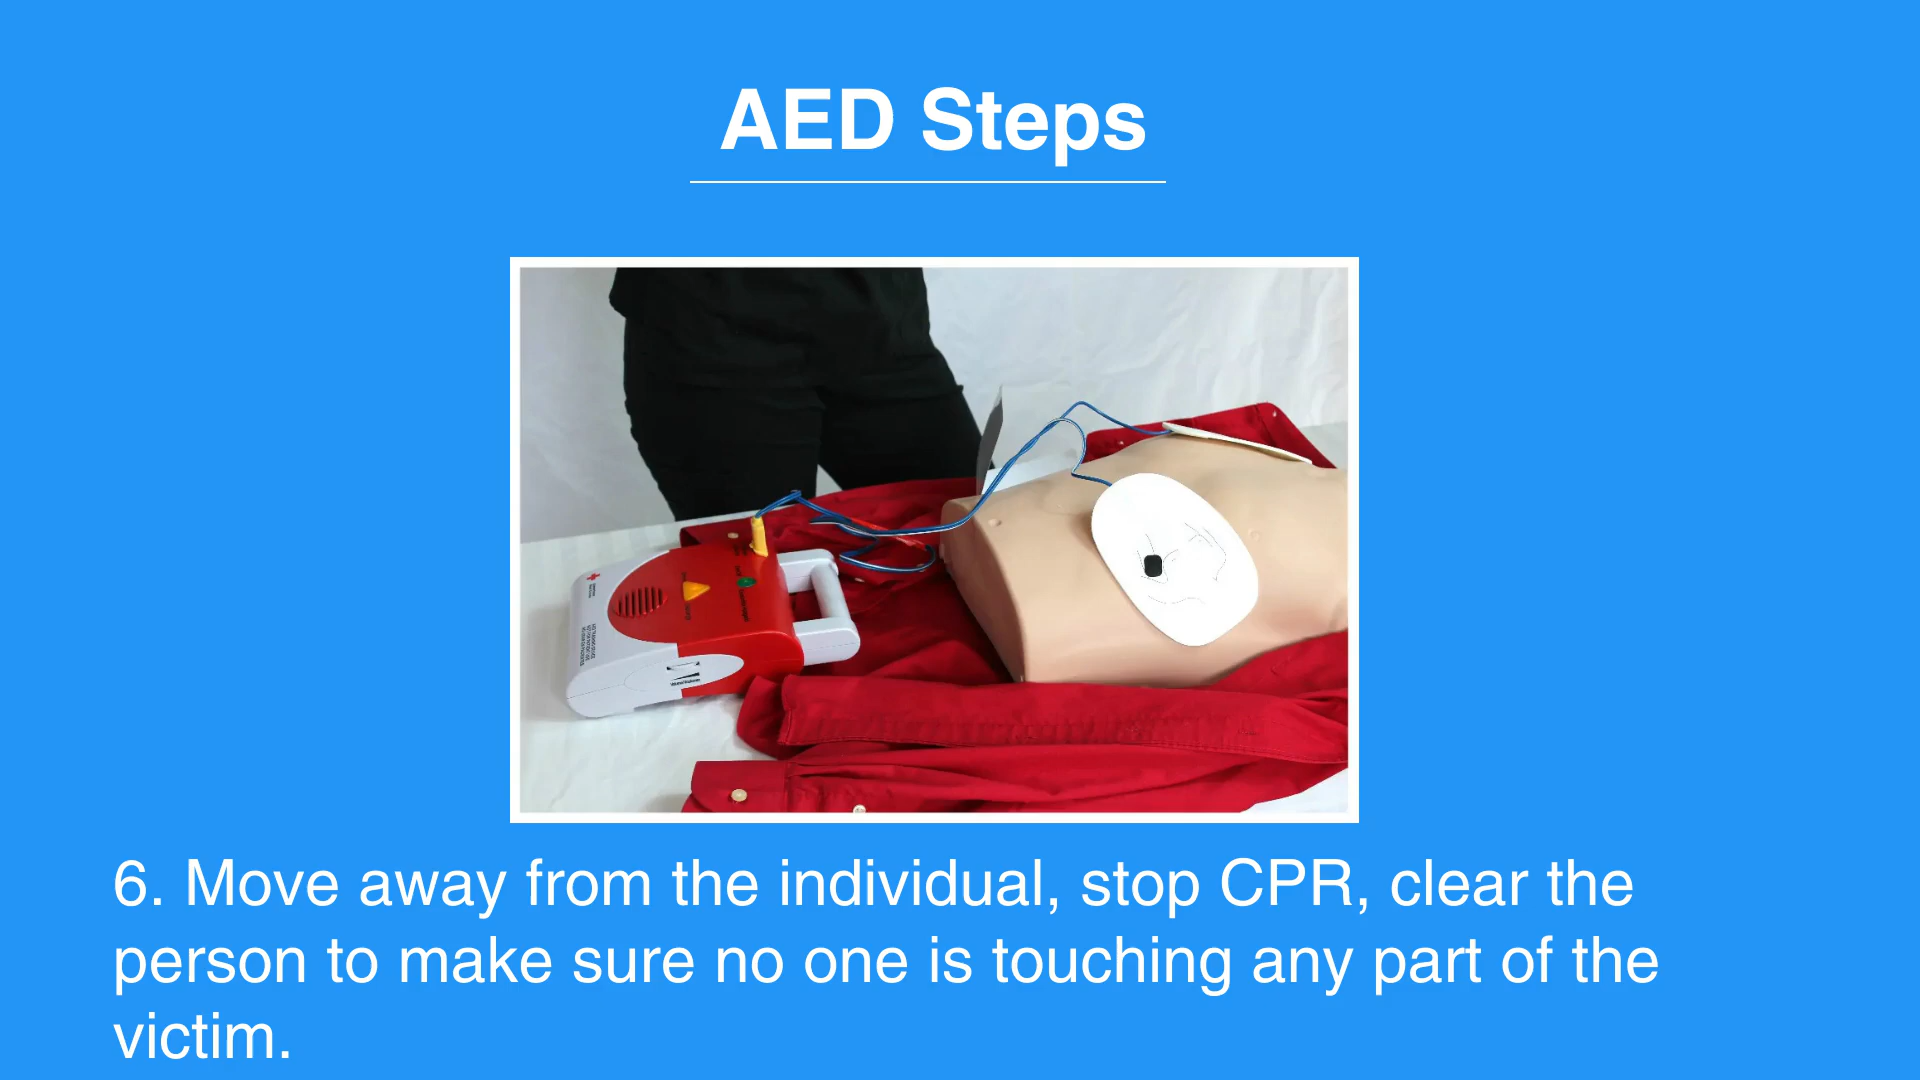 AED Steps
6. Move away from the individual, stop CPR, clear the
person to make sure no one is touching any part of the
victim.